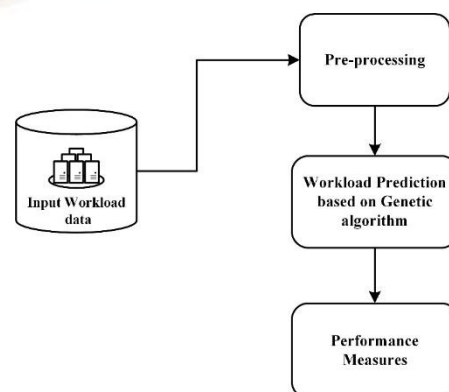 Pre-processing
Input Workload
data
Workload Prediction
based on Genetic
algorithm
Performance
Measures